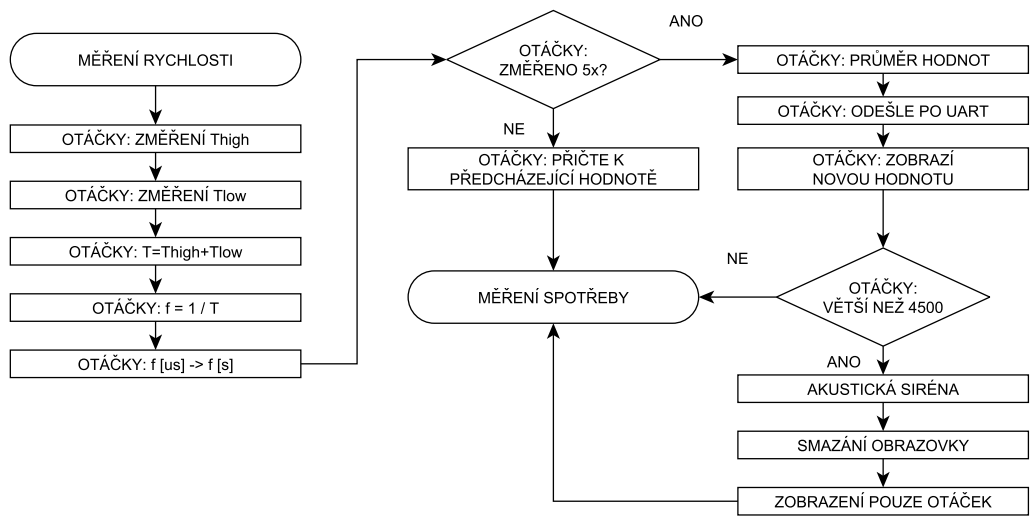 MĚŘENÍ RYCHLOSTI
OTÁČKY: ZMĚŘENÍ Thigh
OTÁČKY: ZMĚŘENÍ Tlow
OTÁČKY: T=Thigh+Tlow
OTÁČKY: f = 1 / T
OTÁČKY: f [us] -> f [s]
OTÁČKY:
ZMĚŘENO 5x?
ANO
NE
OTÁČKY: PŘIČTE K
PŘEDCHÁZEJÍCÍ HODNOTĚ
MĚŘENÍ SPOTŘEBY
OTÁČKY: PRŮMĚR HODNOT
OTÁČKY: ODEŠLE PO UART
OTÁČKY: ZOBRAZÍ
NOVOU HODNOTU
NE
OTÁČKY:
VĚTŠÍ NEŽ 4500
ANO
AKUSTICKÁ SIRÉNA
SMAZÁNÍ OBRAZOVKY
ZOBRAZENÍ POUZE OTÁČEK